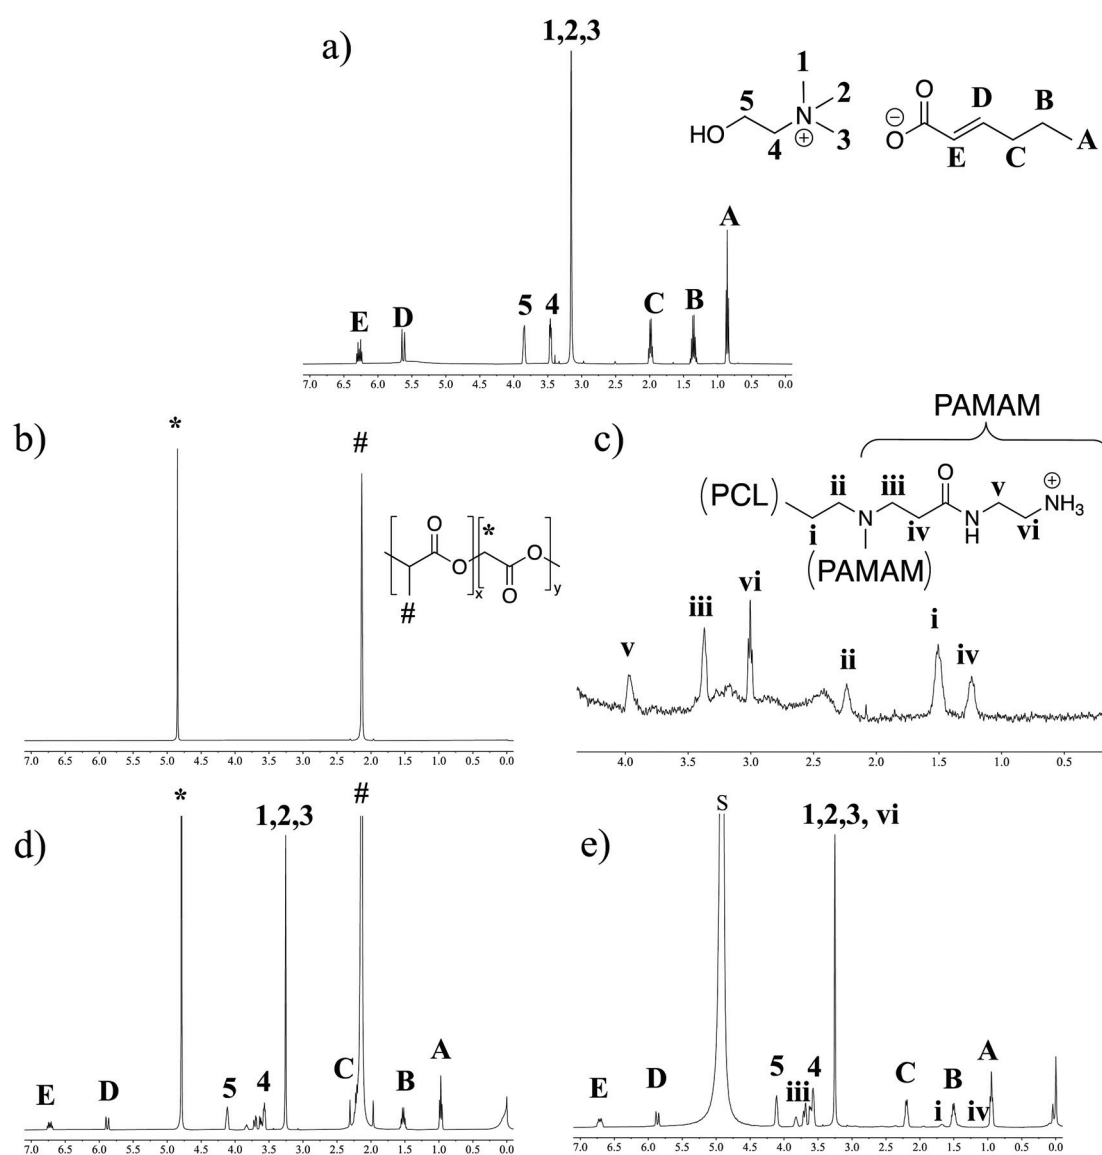 a)
1,2,3
1
2
3
4
5
HO
N
⊕
O
⊖
O
D
B
E
C
A
E D 5 4 C B A
7.0 6.5 6.0 5.5 5.0 4.5 4.0 3.5 3.0 2.5 2.0 1.5 1.0 0.5 0.0
b)
*
#
O
*
O
O
O
x
y
#
7.0 6.5 6.0 5.5 5.0 4.5 4.0 3.5 3.0 2.5 2.0 1.5 1.0 0.5 0.0
c)
PAMAM
(PCL)
i
ii
iii
iv
v
vi
O
N
N
H
⊕
NH3
(PAMAM)
v iii vi ii i iv
4.0 3.5 3.0 2.5 2.0 1.5 1.0 0.5
d)
*
1,2,3
#
E D 5 4 C B A
7.0 6.5 6.0 5.5 5.0 4.5 4.0 3.5 3.0 2.5 2.0 1.5 1.0 0.5 0.0
e)
S
1,2,3, vi
E D 5 iii 4 C i B iv A
7.0 6.5 6.0 5.5 5.0 4.5 4.0 3.5 3.0 2.5 2.0 1.5 1.0 0.5 0.0